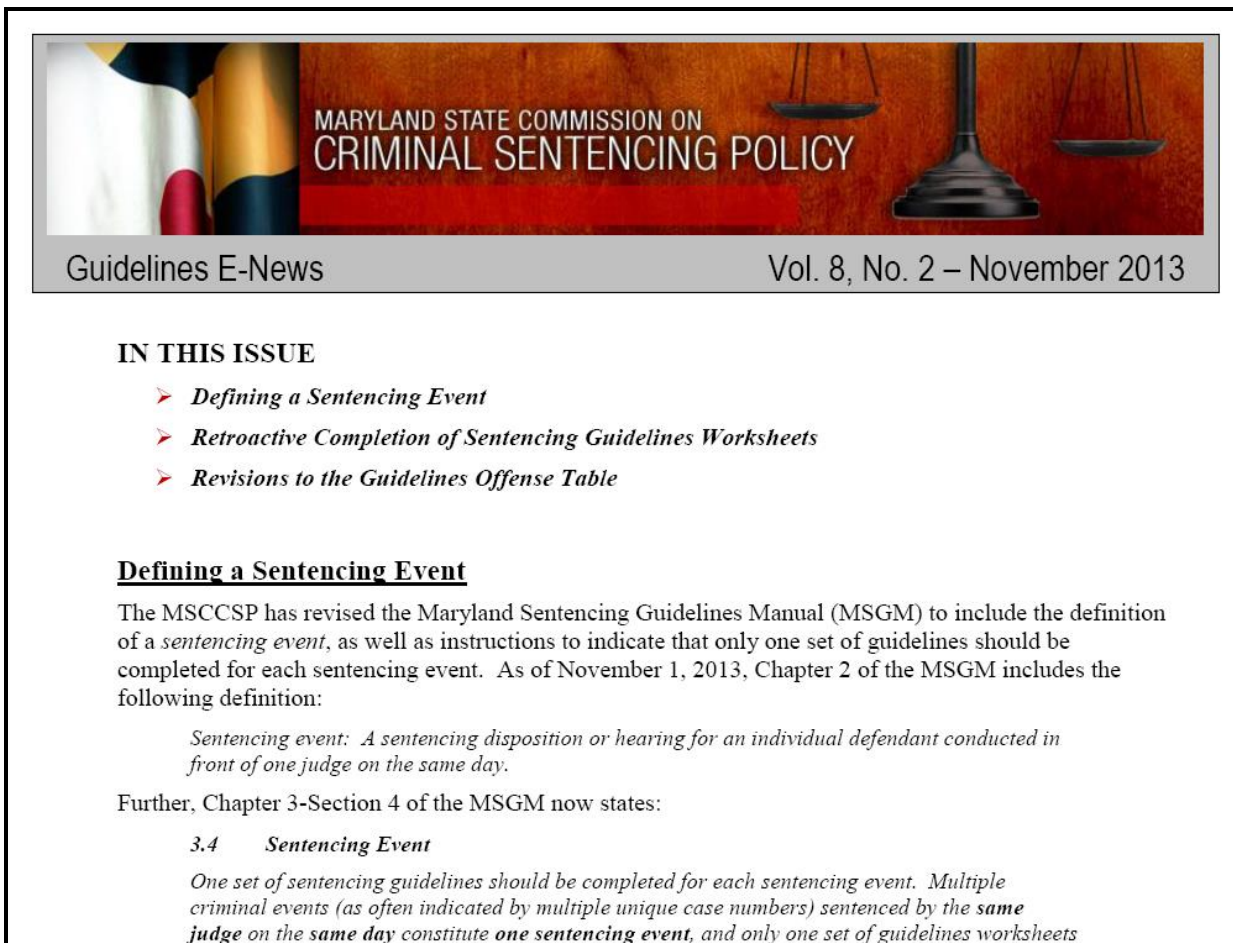 MARYLAND STATE COMMISSION ON
CRIMINAL SENTENCING POLICY
Guidelines E-News Vol. 8, No. 2 – November 2013
IN THIS ISSUE
➢ Defining a Sentencing Event
➢ Retroactive Completion of Sentencing Guidelines Worksheets
➢ Revisions to the Guidelines Offense Table
Defining a Sentencing Event
The MSCCSP has revised the Maryland Sentencing Guidelines Manual (MSGM) to include the definition
of a sentencing event, as well as instructions to indicate that only one set of guidelines should be
completed for each sentencing event. As of November 1, 2013, Chapter 2 of the MSGM includes the
following definition:
Sentencing event: A sentencing disposition or hearing for an individual defendant conducted in
front of one judge on the same day.
Further, Chapter 3-Section 4 of the MSGM now states:
3.4 Sentencing Event
One set of sentencing guidelines should be completed for each sentencing event. Multiple
criminal events (as often indicated by multiple unique case numbers) sentenced by the same
judge on the same day constitute one sentencing event, and only one set of guidelines worksheets